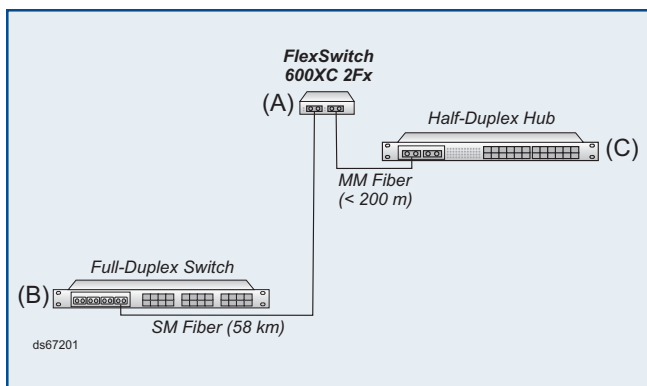 FlexSwitch
600XC 2Fx
(A)
Half-Duplex Hub
(C)
MM Fiber
(< 200 m)
Full-Duplex Switch
(B)
SM Fiber (58 km)
ds67201